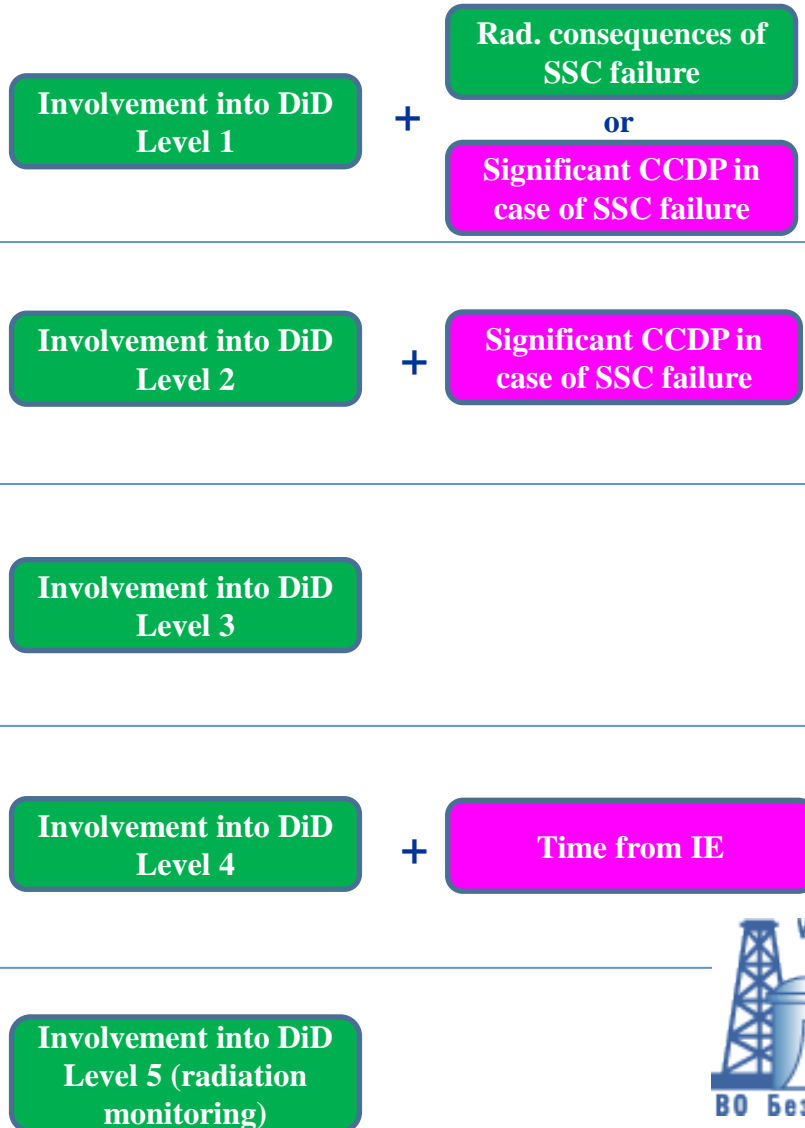 Rad. consequences of
SSC failure
Involvement into DiD
Level 1
+
or
Significant CCDP in
case of SSC failure
Involvement into DiD
Level 2
+
Significant CCDP in
case of SSC failure
Involvement into DiD
Level 3
Involvement into DiD
Level 4
+
Time from IE
Involvement into DiD
Level 5 (radiation
monitoring)
ВО